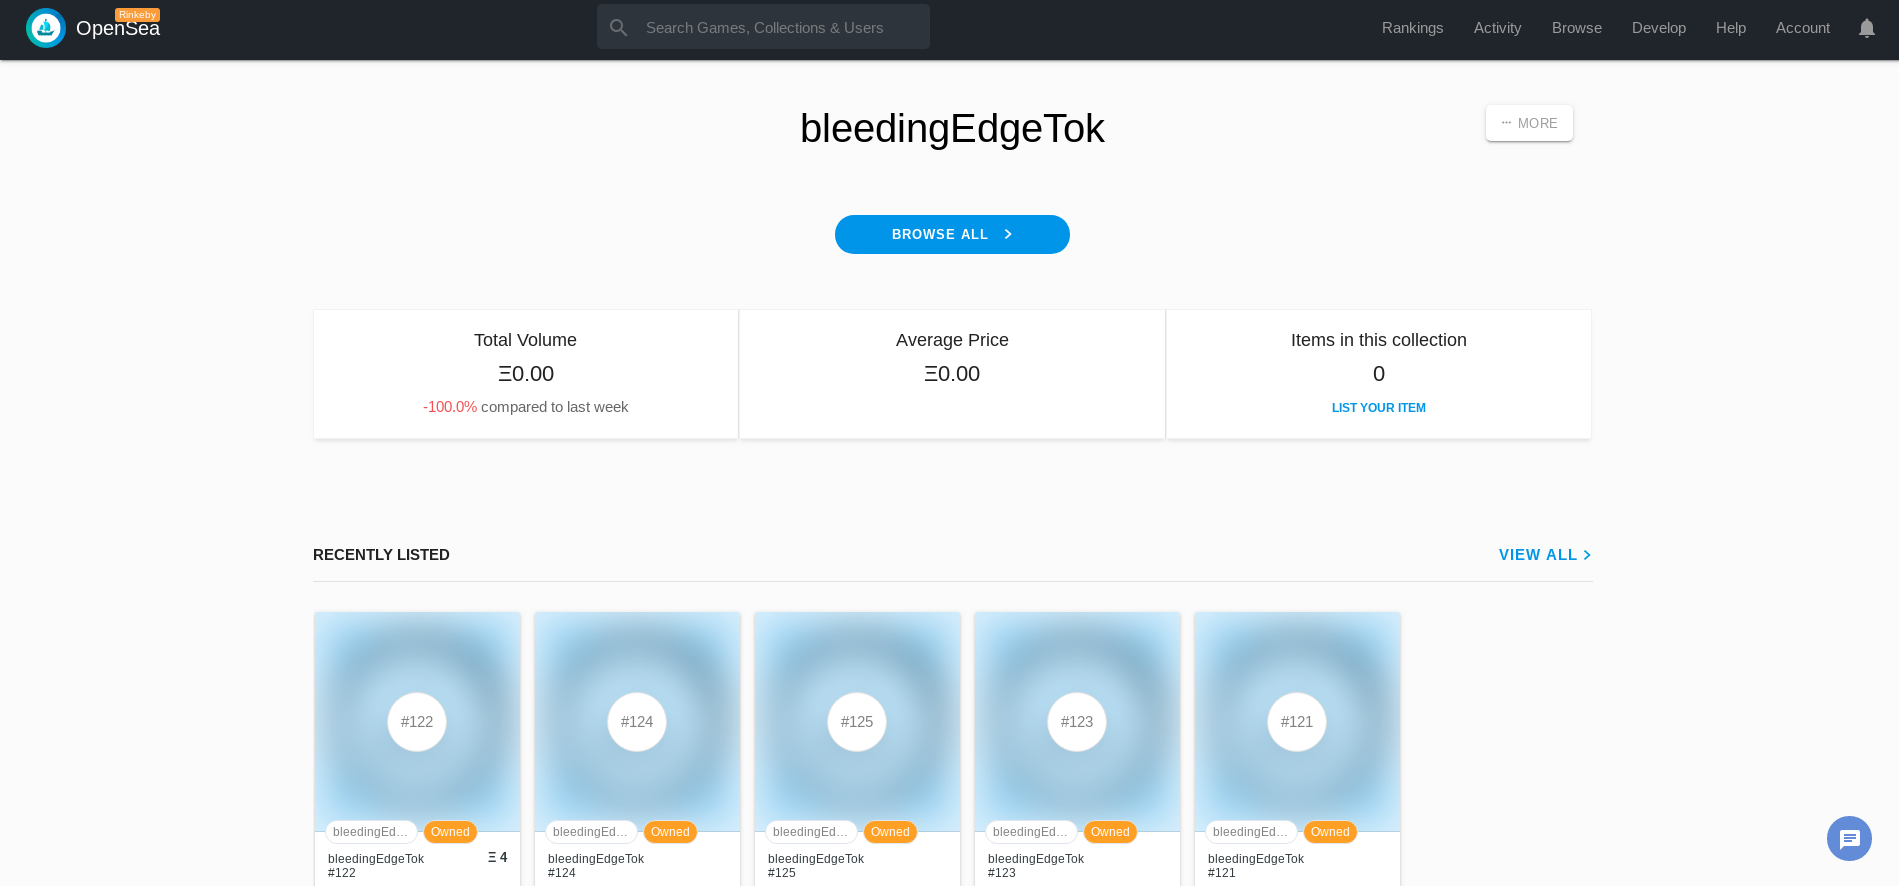 Rinkeby
OpenSea
Search Games, Collections & Users
Rankings
Activity
Browse
Develop
Help
Account
bleedingEdgeTok
MORE
BROWSE ALL
Total Volume
Ξ0.00
-100.0% compared to last week
Average Price
Ξ0.00
Items in this collection
0
LIST YOUR ITEM
RECENTLY LISTED
VIEW ALL
#122
bleedingEd...
Owned
bleedingEdgeTok
#122
Ξ 4
#124
bleedingEd...
Owned
bleedingEdgeTok
#124
#125
bleedingEd...
Owned
bleedingEdgeTok
#125
#123
bleedingEd...
Owned
bleedingEdgeTok
#123
#121
bleedingEd...
Owned
bleedingEdgeTok
#121